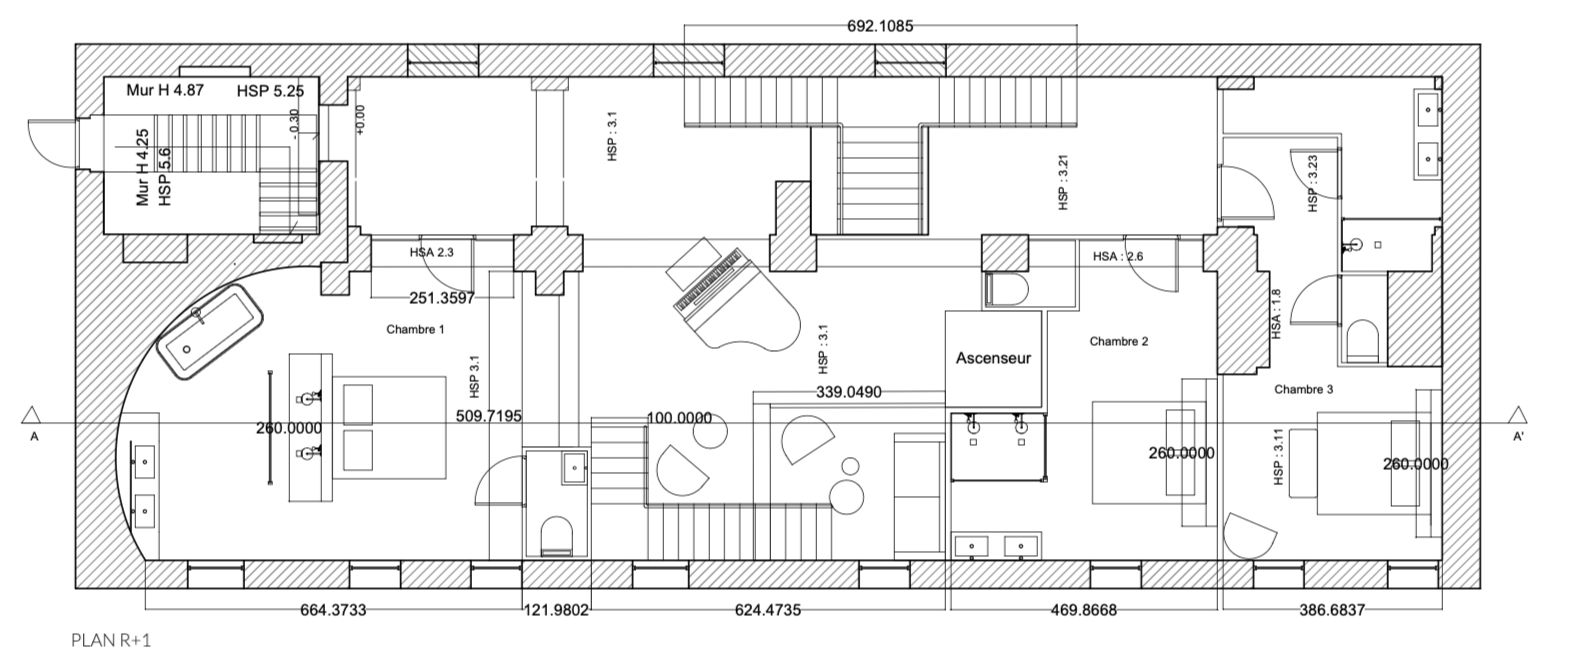 692.1085
Mur H 4.87
HSP 5.25
Mur H 4.25
HSP 5.6
- 0.30
+0.00
HSP : 3.1
HSP : 3.21
HSP : 3.23
HSA 2.3
HSA : 2.6
251.3597
Chambre 1
HSP 3.1
HSP : 3.1
Ascenseur
Chambre 2
HSA : 1.8
Chambre 3
339.0490
509.7195
100.0000
260.0000
A
A'
HSP : 3.11
260.0000
260.0000
664.3733
121.9802
624.4735
469.8668
386.6837
PLAN R+1